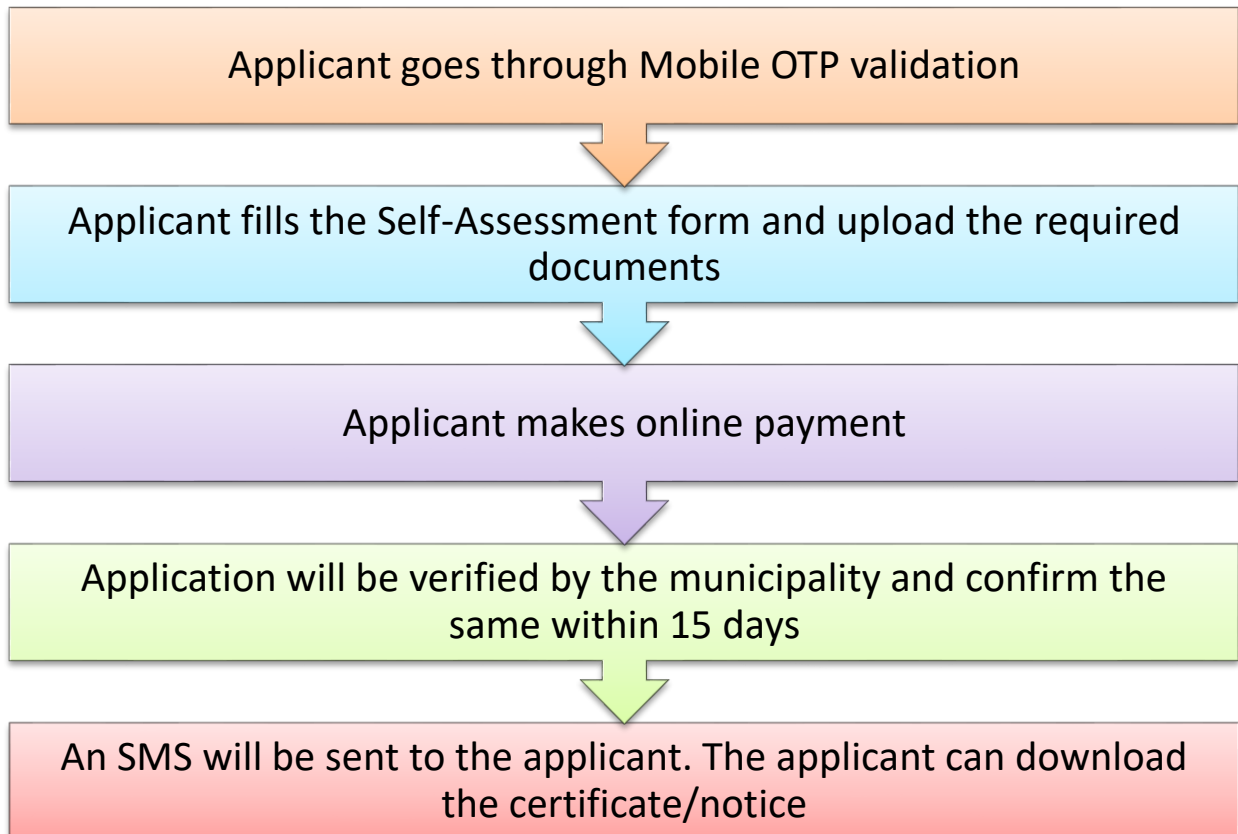 Applicant goes through Mobile OTP validation
Applicant fills the Self-Assessment form and upload the required
documents
Applicant makes online payment
Application will be verified by the municipality and confirm the
same within 15 days
An SMS will be sent to the applicant. The applicant can download
the certificate/notice